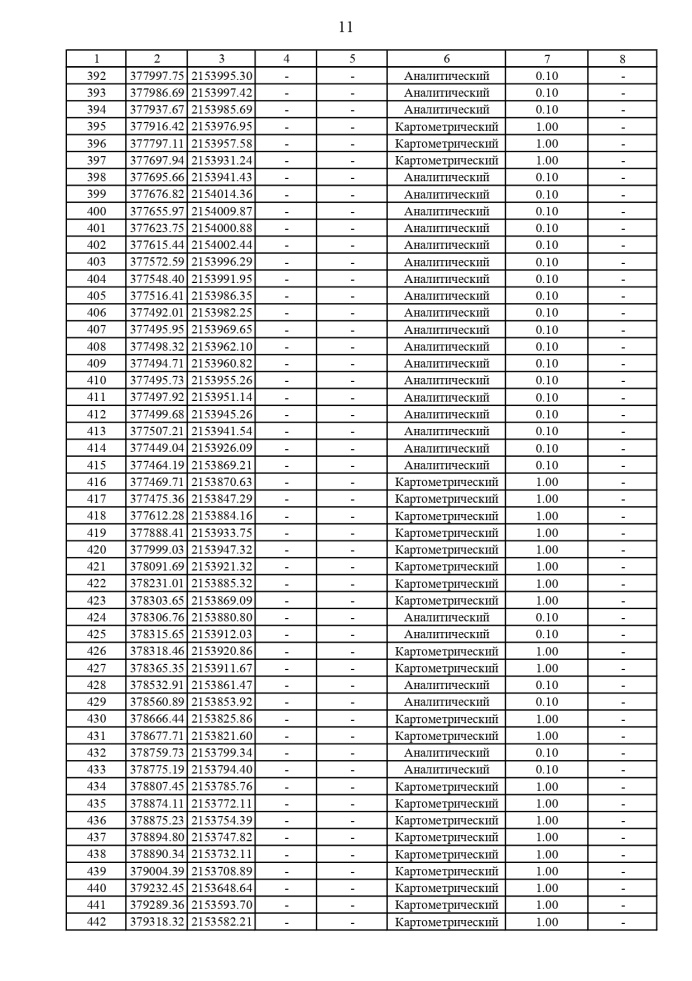 11
1 2 3 4 5 6 7 8
392 377997.75 2153995.30 - - Аналитический 0.10 -
393 377986.69 2153997.42 - - Аналитический 0.10 -
394 377937.67 2153985.69 - - Аналитический 0.10 -
395 377916.42 2153976.95 - - Картометрический 1.00 -
396 377797.11 2153957.58 - - Картометрический 1.00 -
397 377697.94 2153931.24 - - Картометрический 1.00 -
398 377695.66 2153941.43 - - Аналитический 0.10 -
399 377676.82 2154014.36 - - Аналитический 0.10 -
400 377655.97 2154009.87 - - Аналитический 0.10 -
401 377623.75 2154000.88 - - Аналитический 0.10 -
402 377615.44 2154002.44 - - Аналитический 0.10 -
403 377572.59 2153996.29 - - Аналитический 0.10 -
404 377548.40 2153991.95 - - Аналитический 0.10 -
405 377516.41 2153986.35 - - Аналитический 0.10 -
406 377492.01 2153982.25 - - Аналитический 0.10 -
407 377495.95 2153969.65 - - Аналитический 0.10 -
408 377498.32 2153962.10 - - Аналитический 0.10 -
409 377494.71 2153960.82 - - Аналитический 0.10 -
410 377495.73 2153955.26 - - Аналитический 0.10 -
411 377497.92 2153951.14 - - Аналитический 0.10 -
412 377499.68 2153945.26 - - Аналитический 0.10 -
413 377507.21 2153941.54 - - Аналитический 0.10 -
414 377449.04 2153926.09 - - Аналитический 0.10 -
415 377464.19 2153869.21 - - Аналитический 0.10 -
416 377469.71 2153870.63 - - Картометрический 1.00 -
417 377475.36 2153847.29 - - Картометрический 1.00 -
418 377612.28 2153884.16 - - Картометрический 1.00 -
419 377888.41 2153933.75 - - Картометрический 1.00 -
420 377999.03 2153947.32 - - Картометрический 1.00 -
421 378091.69 2153921.32 - - Картометрический 1.00 -
422 378231.01 2153885.32 - - Картометрический 1.00 -
423 378303.65 2153869.09 - - Картометрический 1.00 -
424 378306.76 2153880.80 - - Аналитический 0.10 -
425 378315.65 2153912.03 - - Аналитический 0.10 -
426 378318.46 2153920.86 - - Картометрический 1.00 -
427 378365.35 2153911.67 - - Картометрический 1.00 -
428 378532.91 2153861.47 - - Аналитический 0.10 -
429 378560.89 2153853.92 - - Аналитический 0.10 -
430 378666.44 2153825.86 - - Картометрический 1.00 -
431 378677.71 2153821.60 - - Картометрический 1.00 -
432 378759.73 2153799.34 - - Аналитический 0.10 -
433 378775.19 2153794.40 - - Аналитический 0.10 -
434 378807.45 2153785.76 - - Картометрический 1.00 -
435 378874.11 2153772.11 - - Картометрический 1.00 -
436 378875.23 2153754.39 - - Картометрический 1.00 -
437 378894.80 2153747.82 - - Картометрический 1.00 -
438 378890.34 2153732.11 - - Картометрический 1.00 -
439 379004.39 2153708.89 - - Картометрический 1.00 -
440 379232.45 2153648.64 - - Картометрический 1.00 -
441 379289.36 2153593.70 - - Картометрический 1.00 -
442 379318.32 2153582.21 - - Картометрический 1.00 -